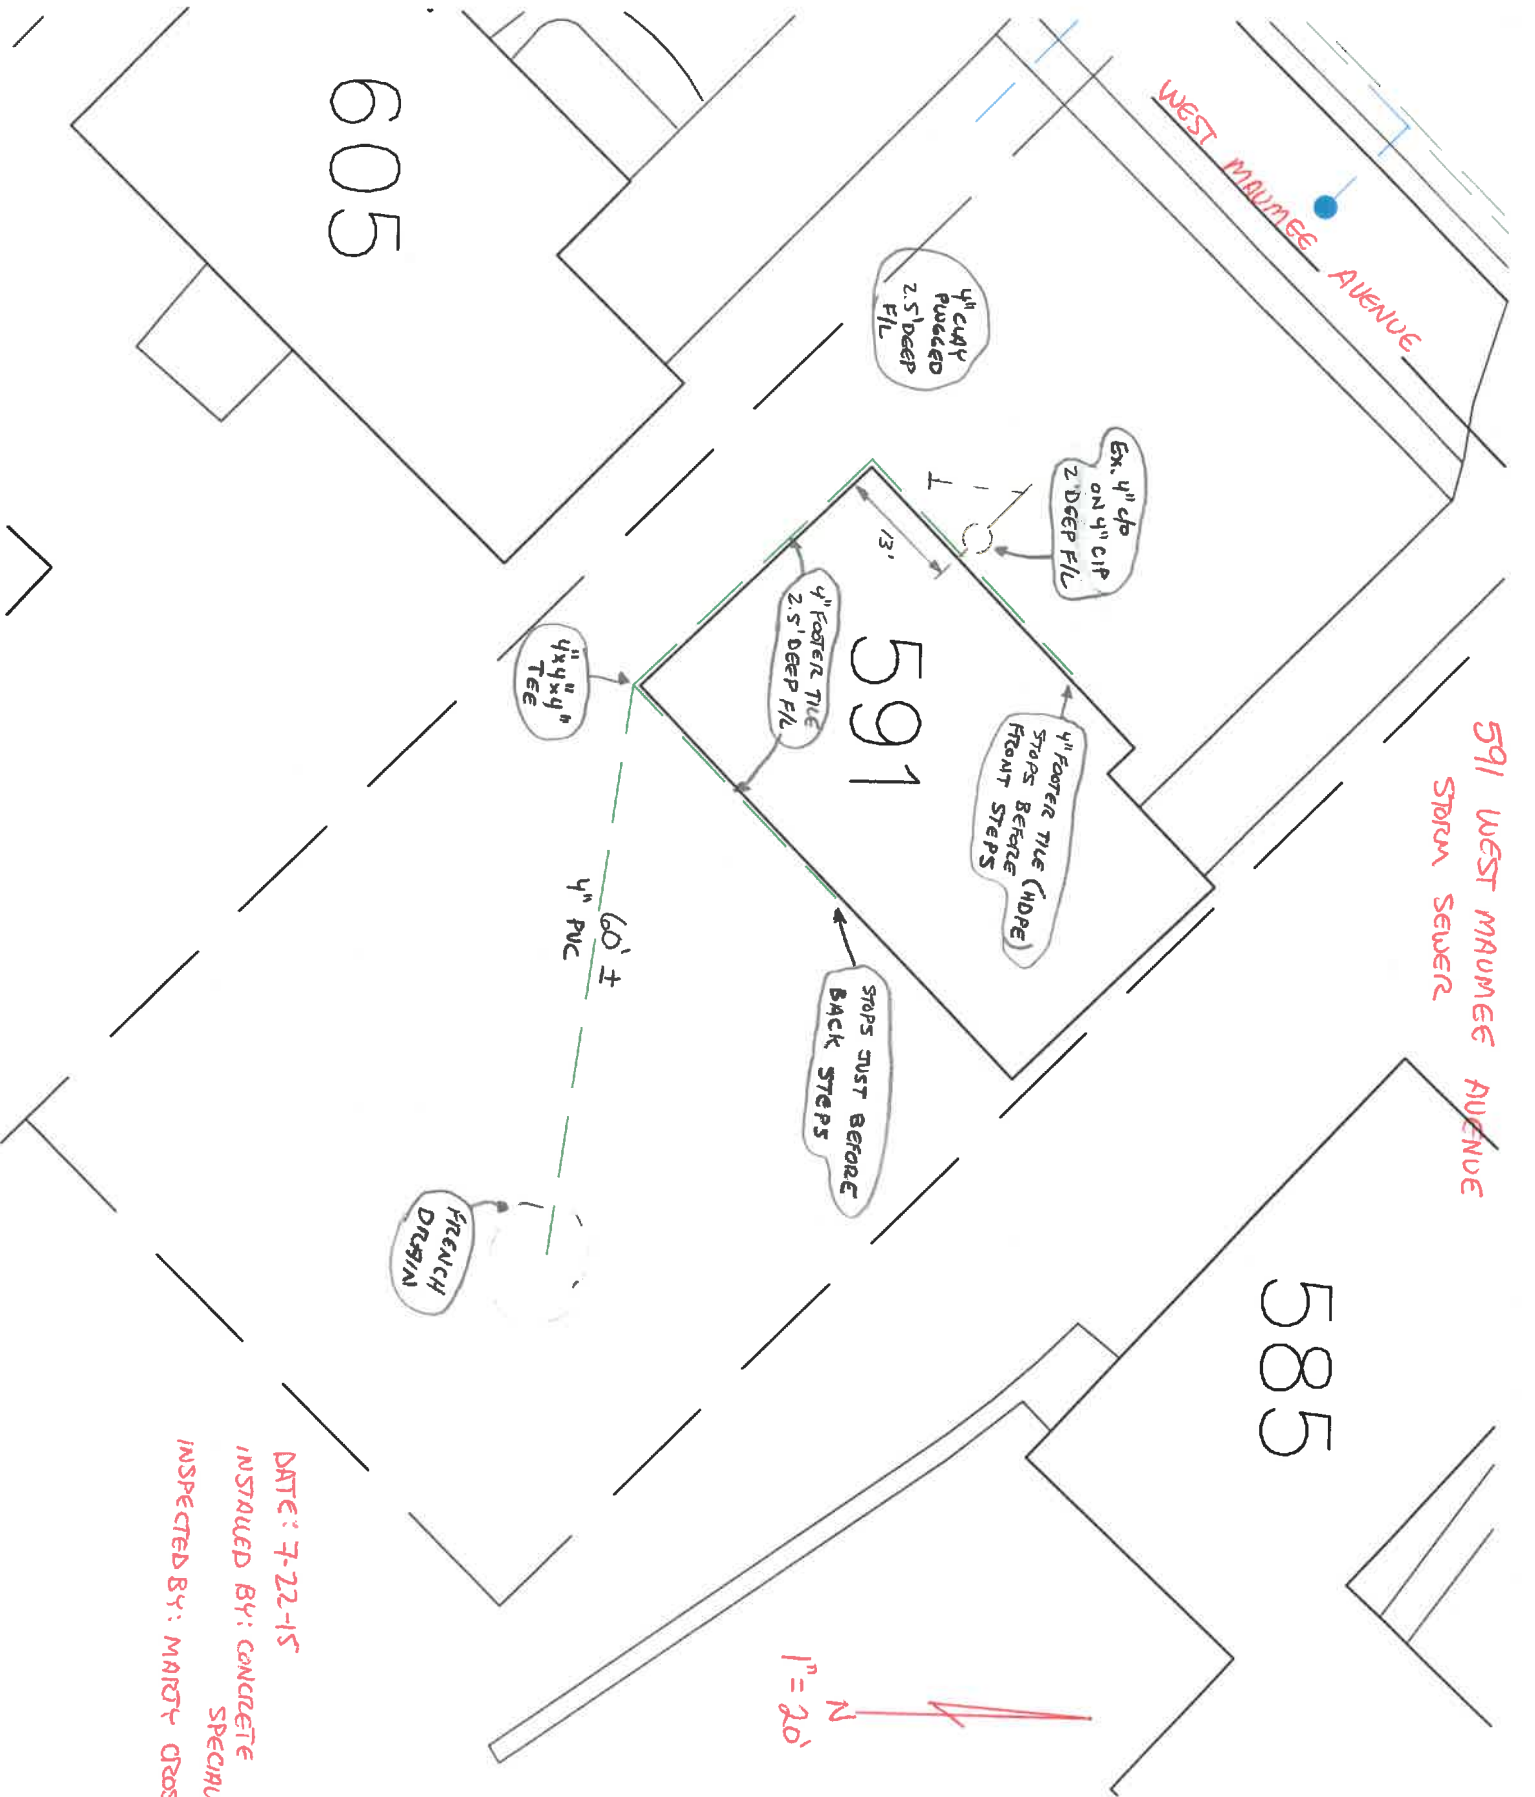 591 WEST MAUMEE AVENUE
STORM SEWER
WEST MAUMEE AVENUE
605
591
585
4" CLAY
PLUGGED
2.5' DEEP
F/L
EX. 4" c/o
ON 4" CIP
2' DEEP F/L
13'
4" FOOTER TILE
2.5' DEEP F/L
4" FOOTER TILE (HDPE)
STOPS BEFORE
FRONT STEPS
4"x4"x4"
TEE
STOPS JUST BEFORE
BACK STEPS
60' ±
4" PVC
FRENCH
DRAIN
N
1" = 20'
DATE: 7-22-15
INSTALLED BY: CONCRETE
SPECIAL
INSPECTED BY: MARTY CROS